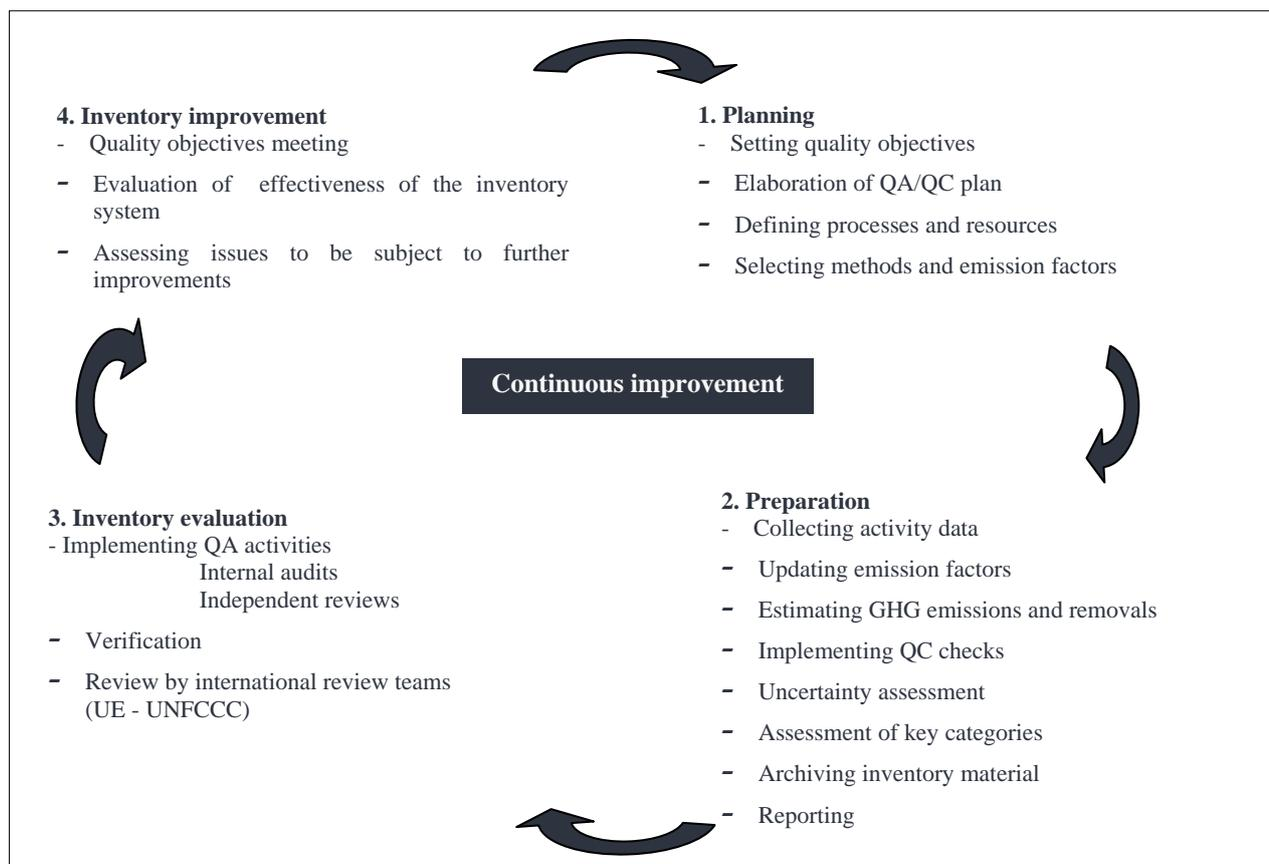 4. Inventory improvement
- Quality objectives meeting
- Evaluation of effectiveness of the inventory
system
- Assessing issues to be subject to further
improvements
1. Planning
- Setting quality objectives
- Elaboration of QA/QC plan
- Defining processes and resources
- Selecting methods and emission factors
Continuous improvement
3. Inventory evaluation
- Implementing QA activities
Internal audits
Independent reviews
- Verification
- Review by international review teams
(UE - UNFCCC)
2. Preparation
- Collecting activity data
- Updating emission factors
- Estimating GHG emissions and removals
- Implementing QC checks
- Uncertainty assessment
- Assessment of key categories
- Archiving inventory material
- Reporting